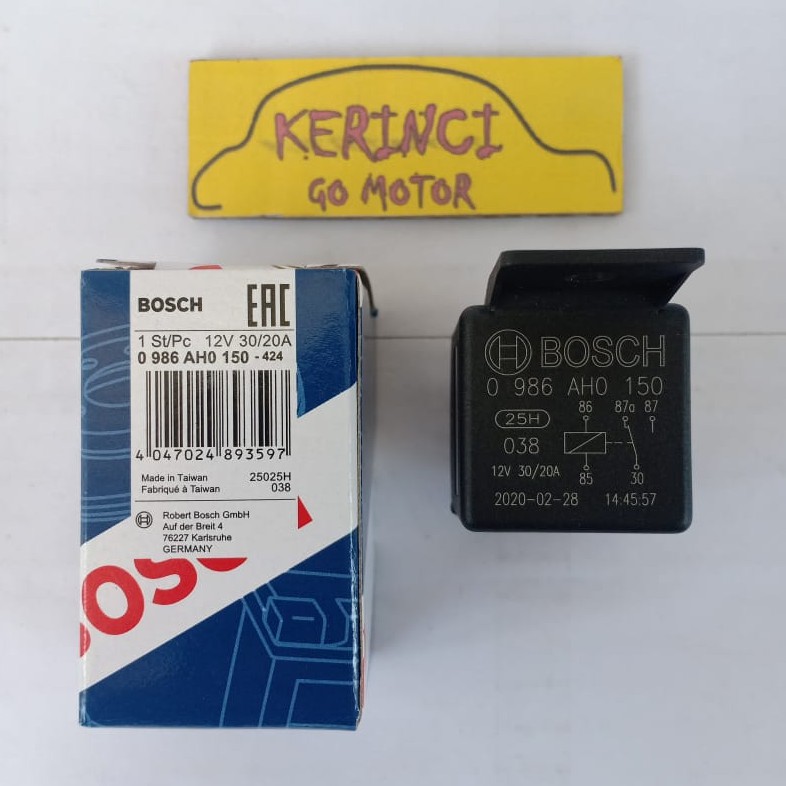 KERINCI
GO MOTOR
BOSCH
EAC
1 St/Pc 12V 30/20A
0 986 AH0 150 - 424
4 047024 893597
Made in Taiwan 25025H
Fabriqué à Taiwan 038
Robert Bosch GmbH
Auf der Breit 4
76227 Karlsruhe
GERMANY
BOSCH
0 986 AH0 150
25H
86 87a 87
038
12V 30/20A 85 30
2020-02-28 14:45:57